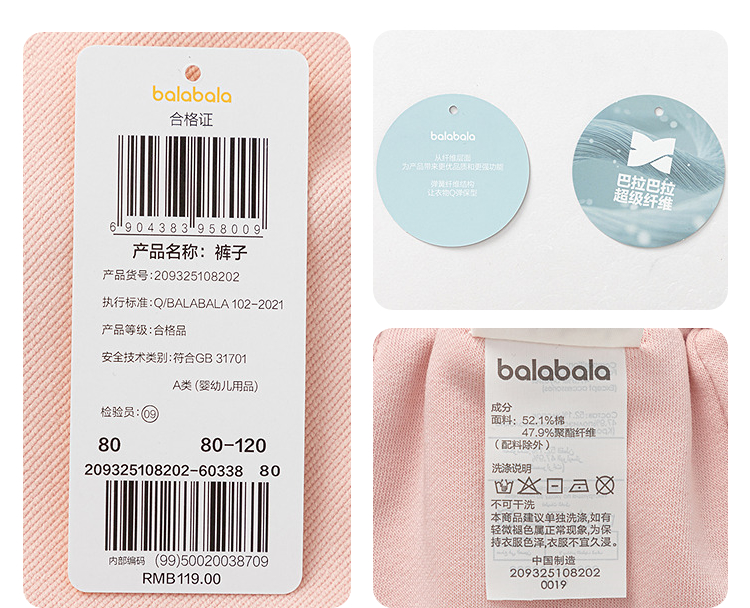 balabala
合格证
6904383958009
产品名称：裤子
产品货号:209325108202
执行标准:Q/BALABALA 102-2021
产品等级:合格品
安全技术类别:符合GB 31701
A类 (婴幼儿用品)
检验员:09
80 80-120
209325108202-60338 80
内部编码 (99)50020038709
RMB119.00
balabala
从纤维层面
为产品带来更优品质和更强功能
弹簧纤维结构
让衣物Q弹保型
巴拉巴拉
超级纤维
balabala
成分
面料: 52.1%棉
47.9%聚酯纤维
(配料除外)
洗涤说明
不可干洗
本商品建议单独洗涤,如有
轻微褪色属正常现象,为保
持衣服色泽,衣服不宜久浸。
中国制造
209325108202
0019